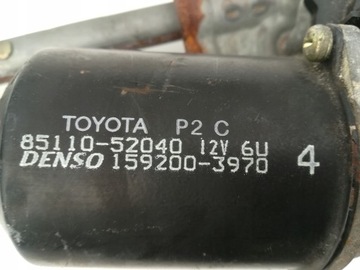 TOYOTA P2 C
85110-52040 12V 6U
DENSO 159200-3970 4